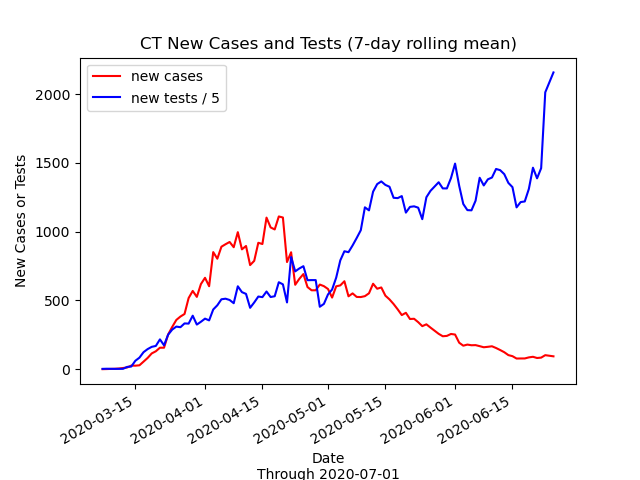 CT New Cases and Tests (7-day rolling mean)
new cases
new tests / 5
New Cases or Tests
2000
1500
1000
500
0
2020-03-15
2020-04-01
2020-04-15
2020-05-01
2020-05-15
2020-06-01
2020-06-15
Date
Through 2020-07-01